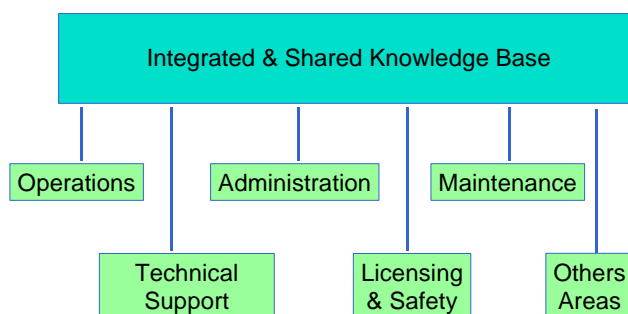 Integrated & Shared Knowledge Base
Operations
Administration
Maintenance
Technical
Support
Licensing
& Safety
Others
Areas